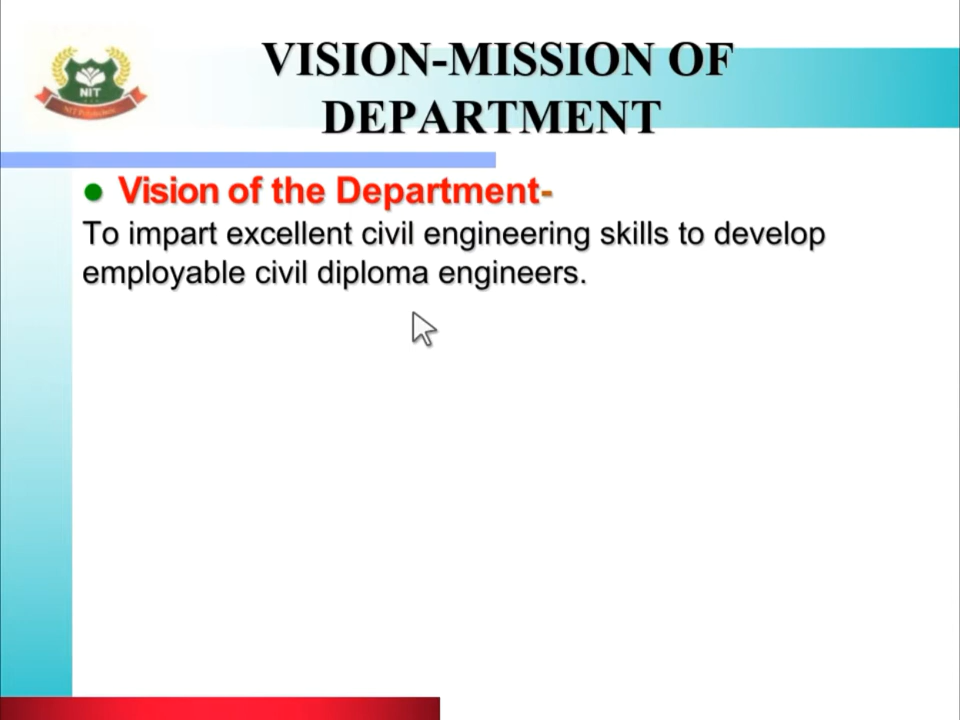 NIT
VISION-MISSION OF
DEPARTMENT
Vision of the Department-
To impart excellent civil engineering skills to develop
employable civil diploma engineers.